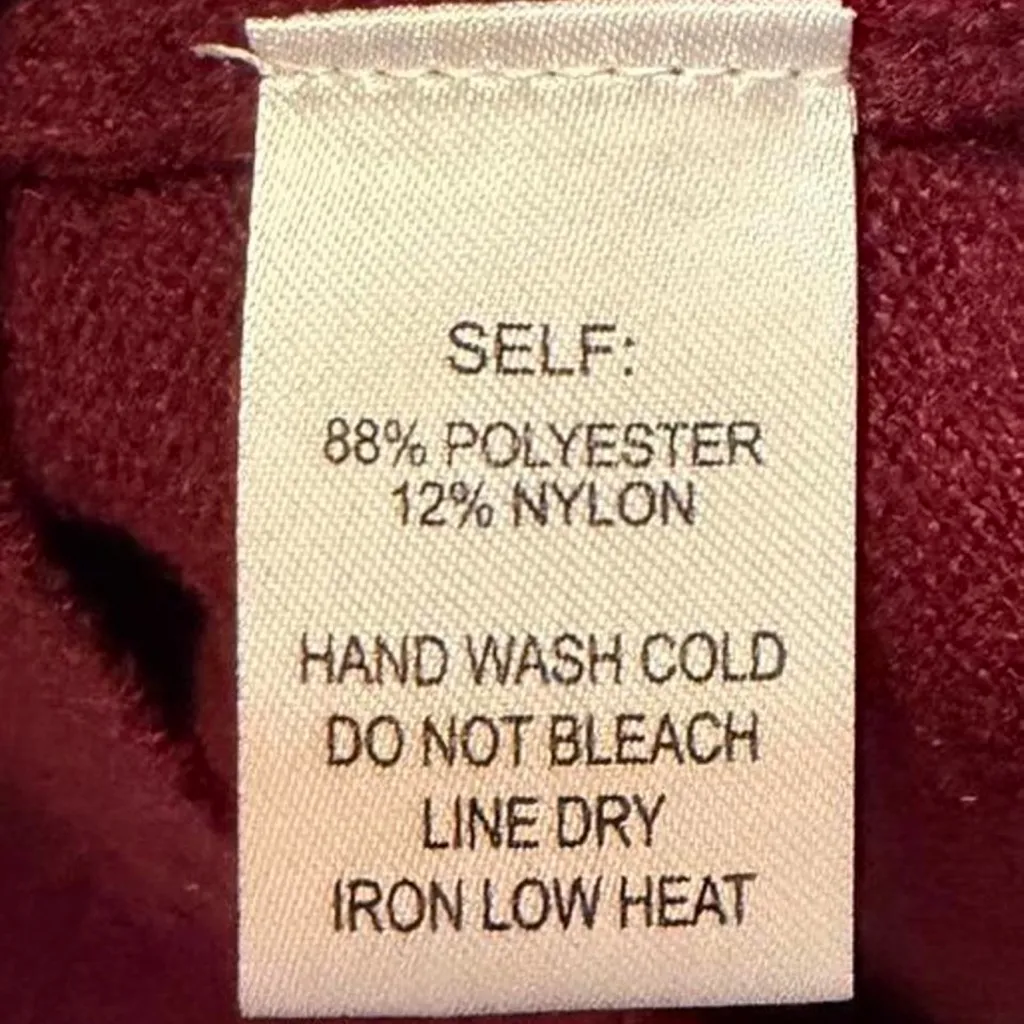 SELF:
88% POLYESTER
12% NYLON
HAND WASH COLD
DO NOT BLEACH
LINE DRY
IRON LOW HEAT